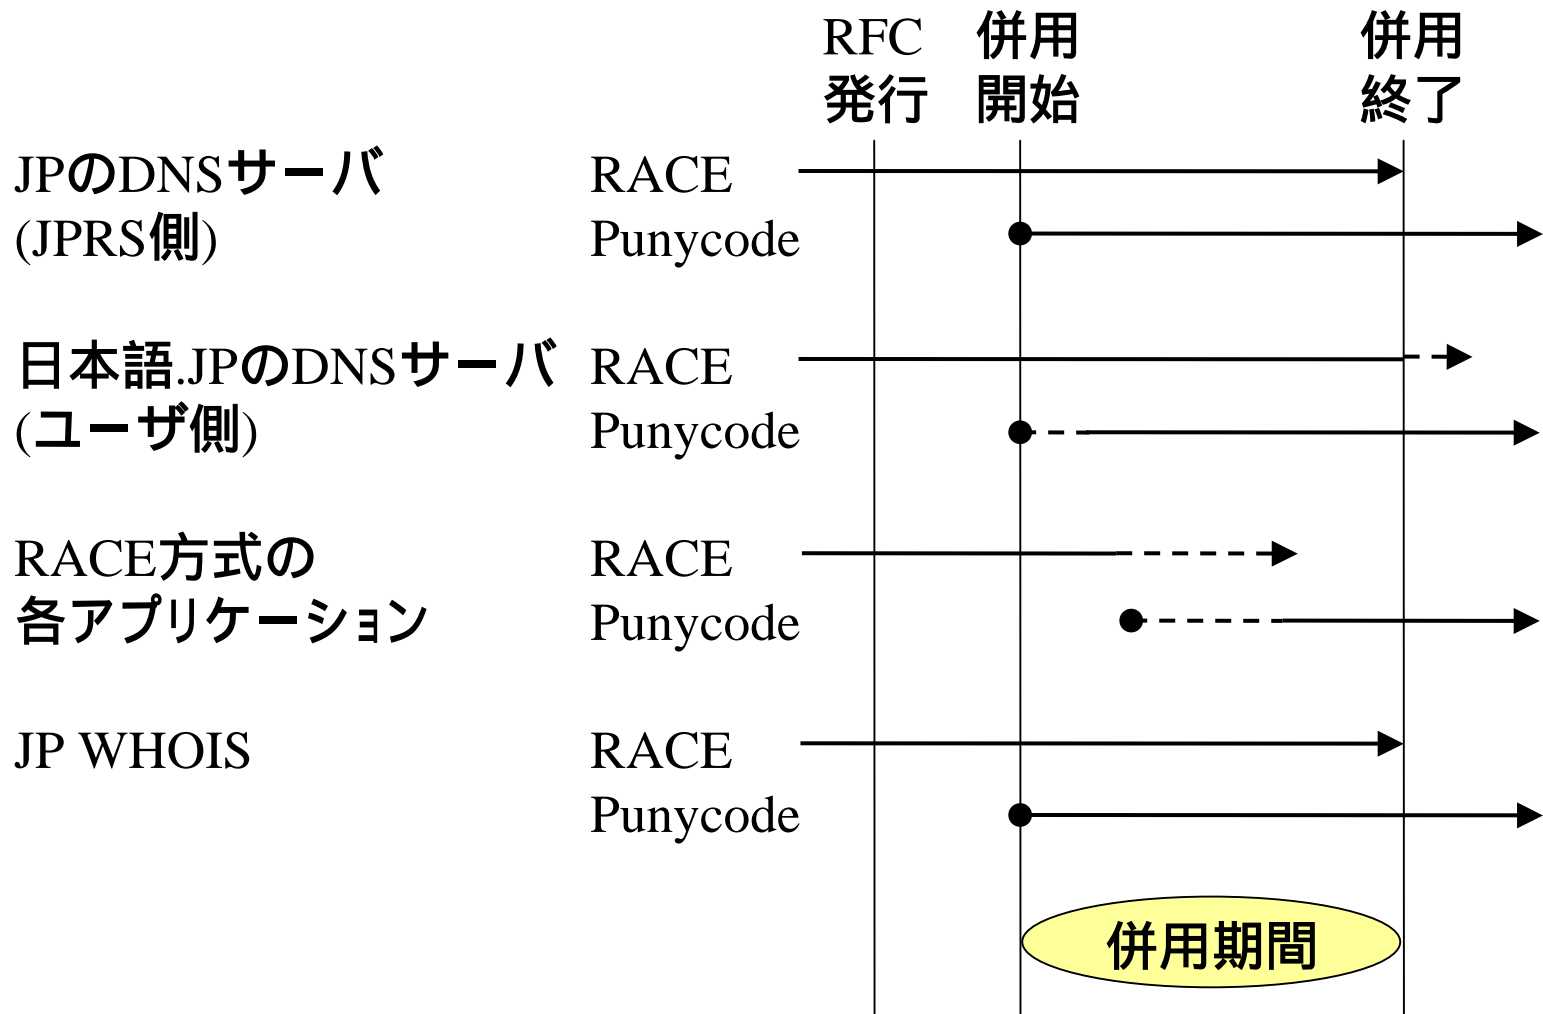 RFC 併用 併用
発行 開始 終了
JPのDNSサーバ RACE
(JPRS側) Punycode
日本語.JPのDNSサーバ RACE
(ユーザ側) Punycode
RACE方式の RACE
各アプリケーション Punycode
JP WHOIS RACE
Punycode
併用期間